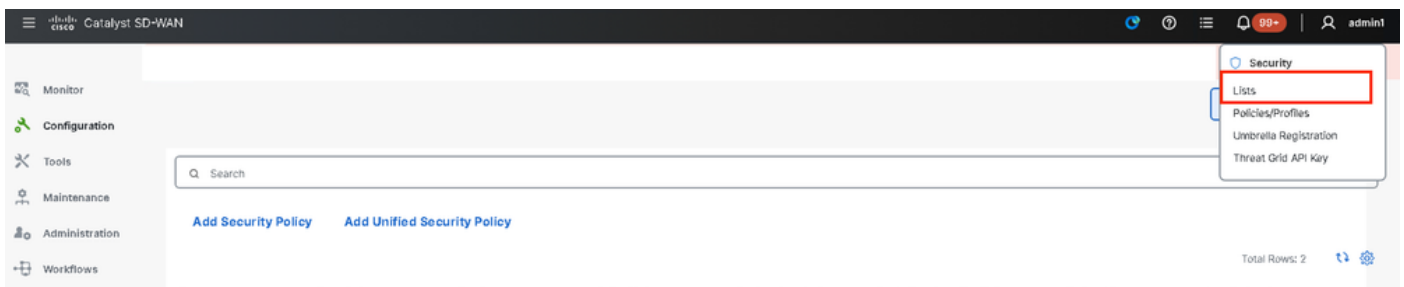 cisco Catalyst SD-WAN
99+ admin1
Security
Monitor
Lists
Policies/Profiles
Configuration
Umbrella Registration
Tools
Threat Grid API Key
Search
Maintenance
Add Security Policy Add Unified Security Policy
Administration
Total Rows: 2
Workflows